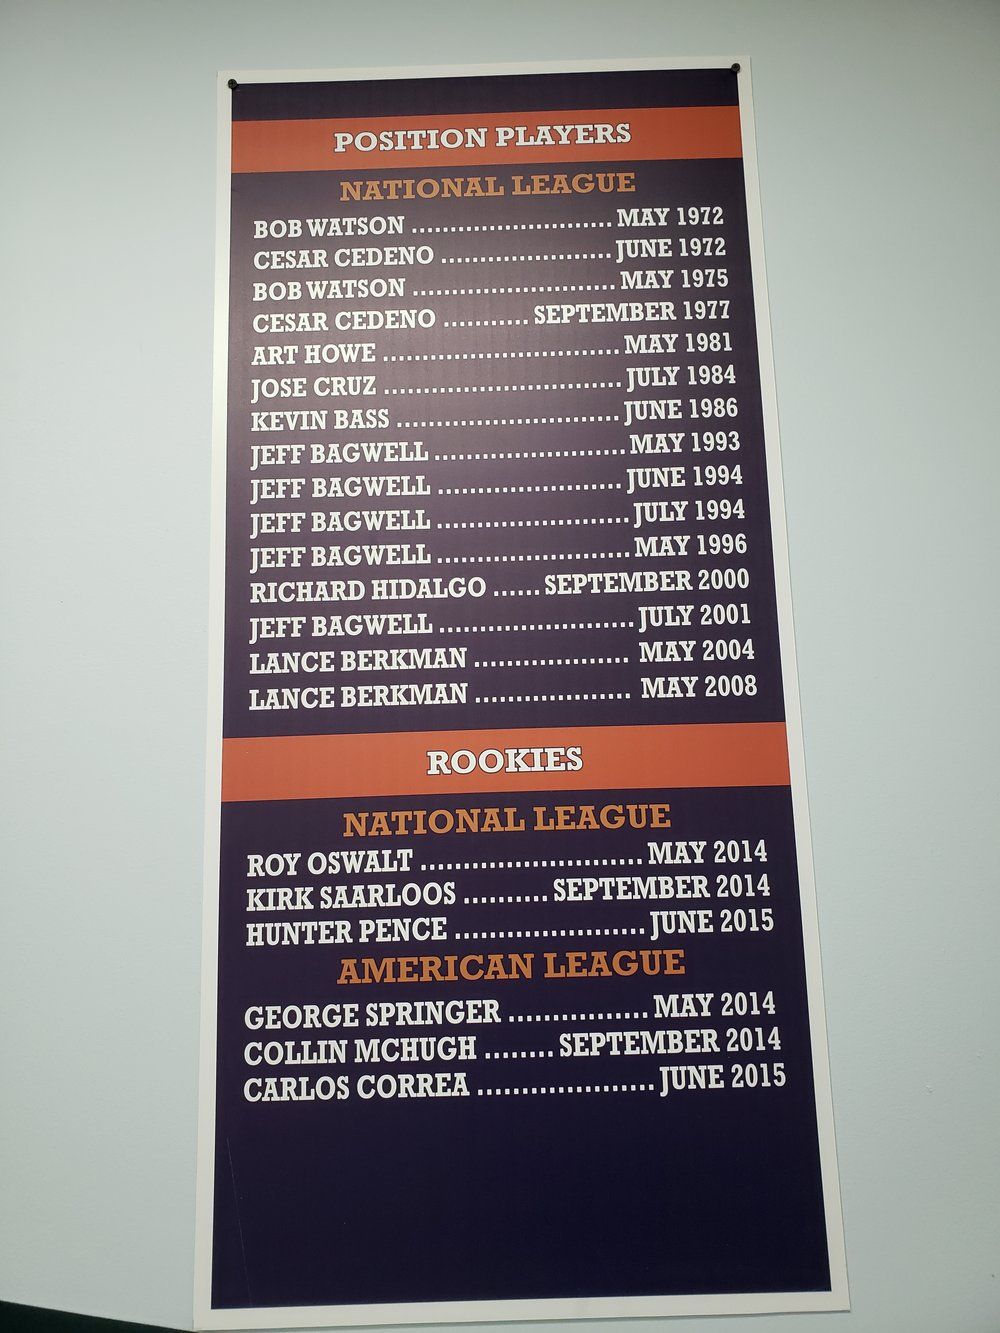 POSITION PLAYERS
NATIONAL LEAGUE
BOB WATSON ............................ MAY 1972
CESAR CEDENO ........................ JUNE 1972
BOB WATSON ............................ MAY 1975
CESAR CEDENO ............ SEPTEMBER 1977
ART HOWE ................................. MAY 1981
JOSE CRUZ ................................. JULY 1984
KEVIN BASS ............................... JUNE 1986
JEFF BAGWELL .......................... MAY 1993
JEFF BAGWELL ......................... JUNE 1994
JEFF BAGWELL .......................... JULY 1994
JEFF BAGWELL .......................... MAY 1996
RICHARD HIDALGO ...... SEPTEMBER 2000
JEFF BAGWELL .......................... JULY 2001
LANCE BERKMAN ..................... MAY 2004
LANCE BERKMAN ..................... MAY 2008
ROOKIES
NATIONAL LEAGUE
ROY OSWALT ............................... MAY 2014
KIRK SAARLOOS .......... SEPTEMBER 2014
HUNTER PENCE ......................... JUNE 2015
AMERICAN LEAGUE
GEORGE SPRINGER .................. MAY 2014
COLLIN MCHUGH ........ SEPTEMBER 2014
CARLOS CORREA ...................... JUNE 2015